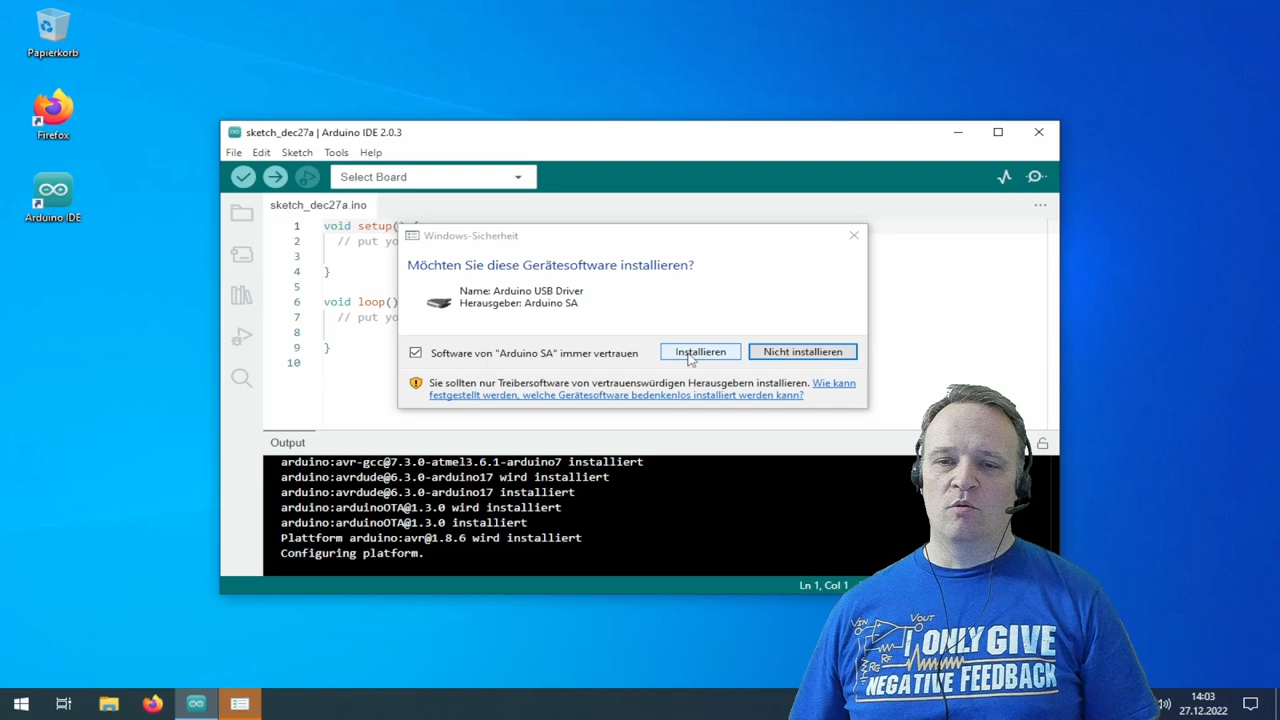 Papierkorb
Firefox
Arduino IDE
sketch_dec27a | Arduino IDE 2.0.3
File Edit Sketch Tools Help
Select Board
sketch_dec27a.ino
1 void setup() {
2 // put yo
3
4 }
5
6 void loop()
7 // put yo
8
9 }
10
Windows-Sicherheit
Möchten Sie diese Gerätesoftware installieren?
Name: Arduino USB Driver
Herausgeber: Arduino SA
Software von "Arduino SA" immer vertrauen
Installieren
Nicht installieren
Sie sollten nur Treibersoftware von vertrauenswürdigen Herausgebern installieren. Wie kann
festgestellt werden, welche Gerätesoftware bedenkenlos installiert werden kann?
Output
arduino:avr-gcc@7.3.0-atmel3.6.1-arduino7 installiert
arduino:avrdude@6.3.0-arduino17 wird installiert
arduino:avrdude@6.3.0-arduino17 installiert
arduino:arduinoOTA@1.3.0 wird installiert
arduino:arduinoOTA@1.3.0 installiert
Plattform arduino:avr@1.8.6 wird installiert
Configuring platform.
Ln 1, Col 1
VIN
VOUT
RF
RG
I ONLY GIVE
NEGATIVE FEEDBACK
14:03
27.12.2022